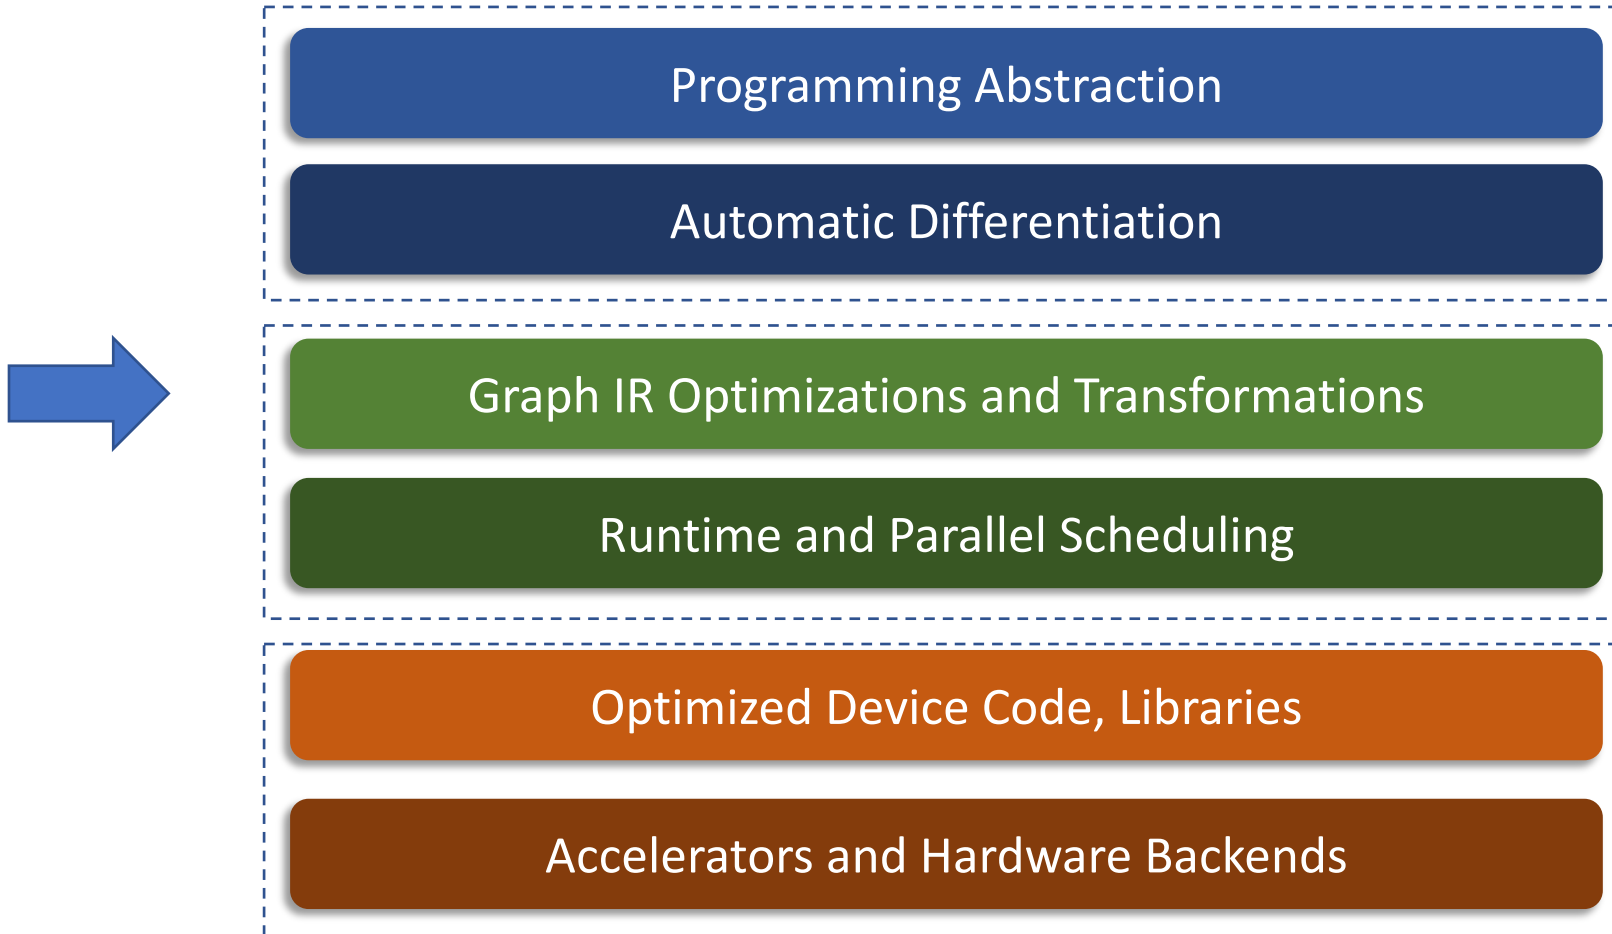 Programming Abstraction
Automatic Differentiation
Graph IR Optimizations and Transformations
Runtime and Parallel Scheduling
Optimized Device Code, Libraries
Accelerators and Hardware Backends